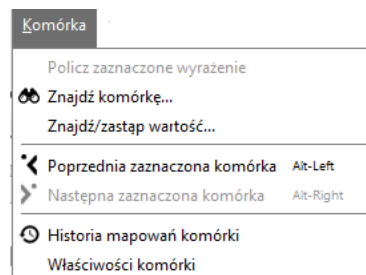 Komórka
Policz zaznaczone wyrażenie
Znajdź komórkę...
Znajdź/zastąp wartość...
Poprzednia zaznaczona komórka Alt-Left
Następna zaznaczona komórka Alt-Right
Historia mapowań komórki
Właściwości komórki